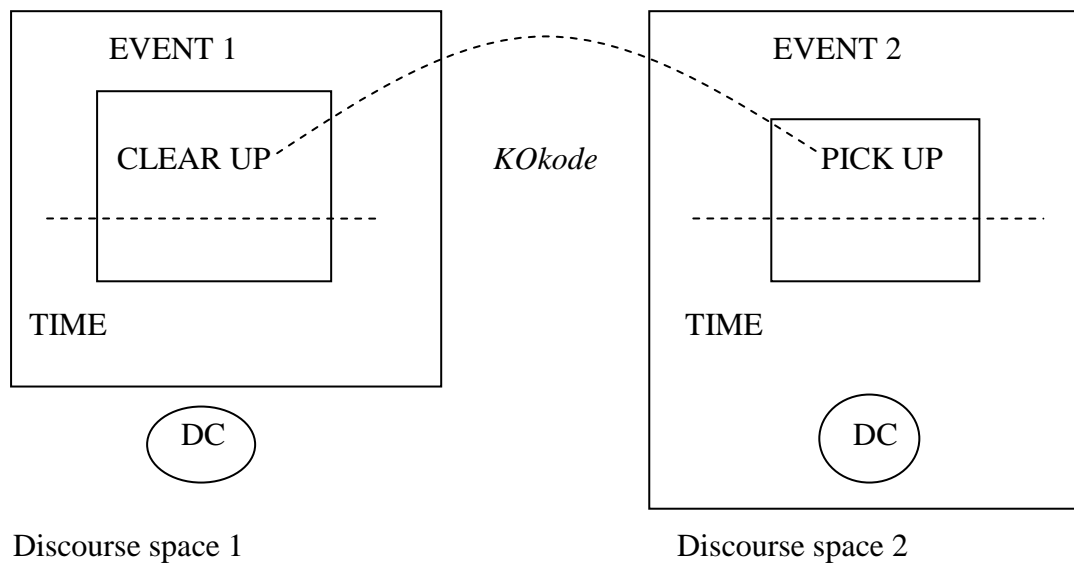 EVENT 1
EVENT 2
CLEAR UP
KOkode
PICK UP
TIME
TIME
DC
DC
Discourse space 1
Discourse space 2